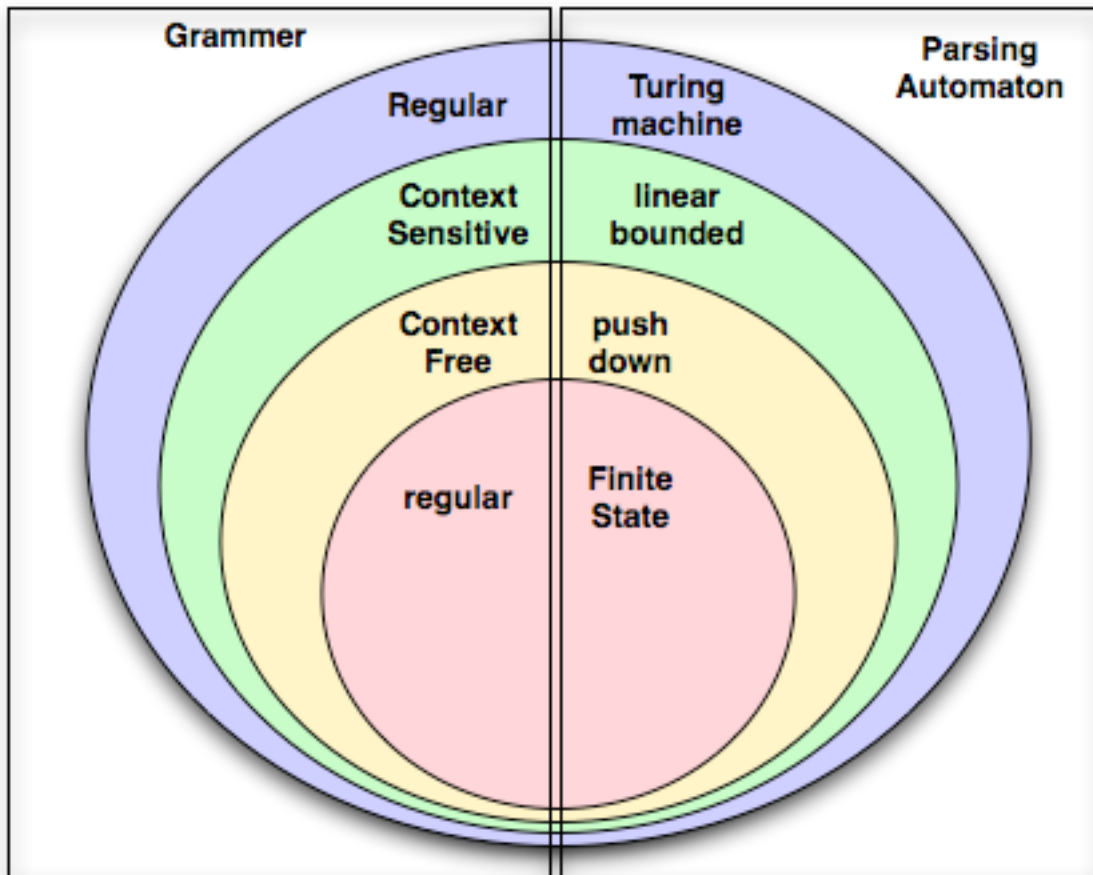 Grammer
Regular
Context
Sensitive
Context
Free
regular
Parsing
Automaton
Turing
machine
linear
bounded
push
down
Finite
State